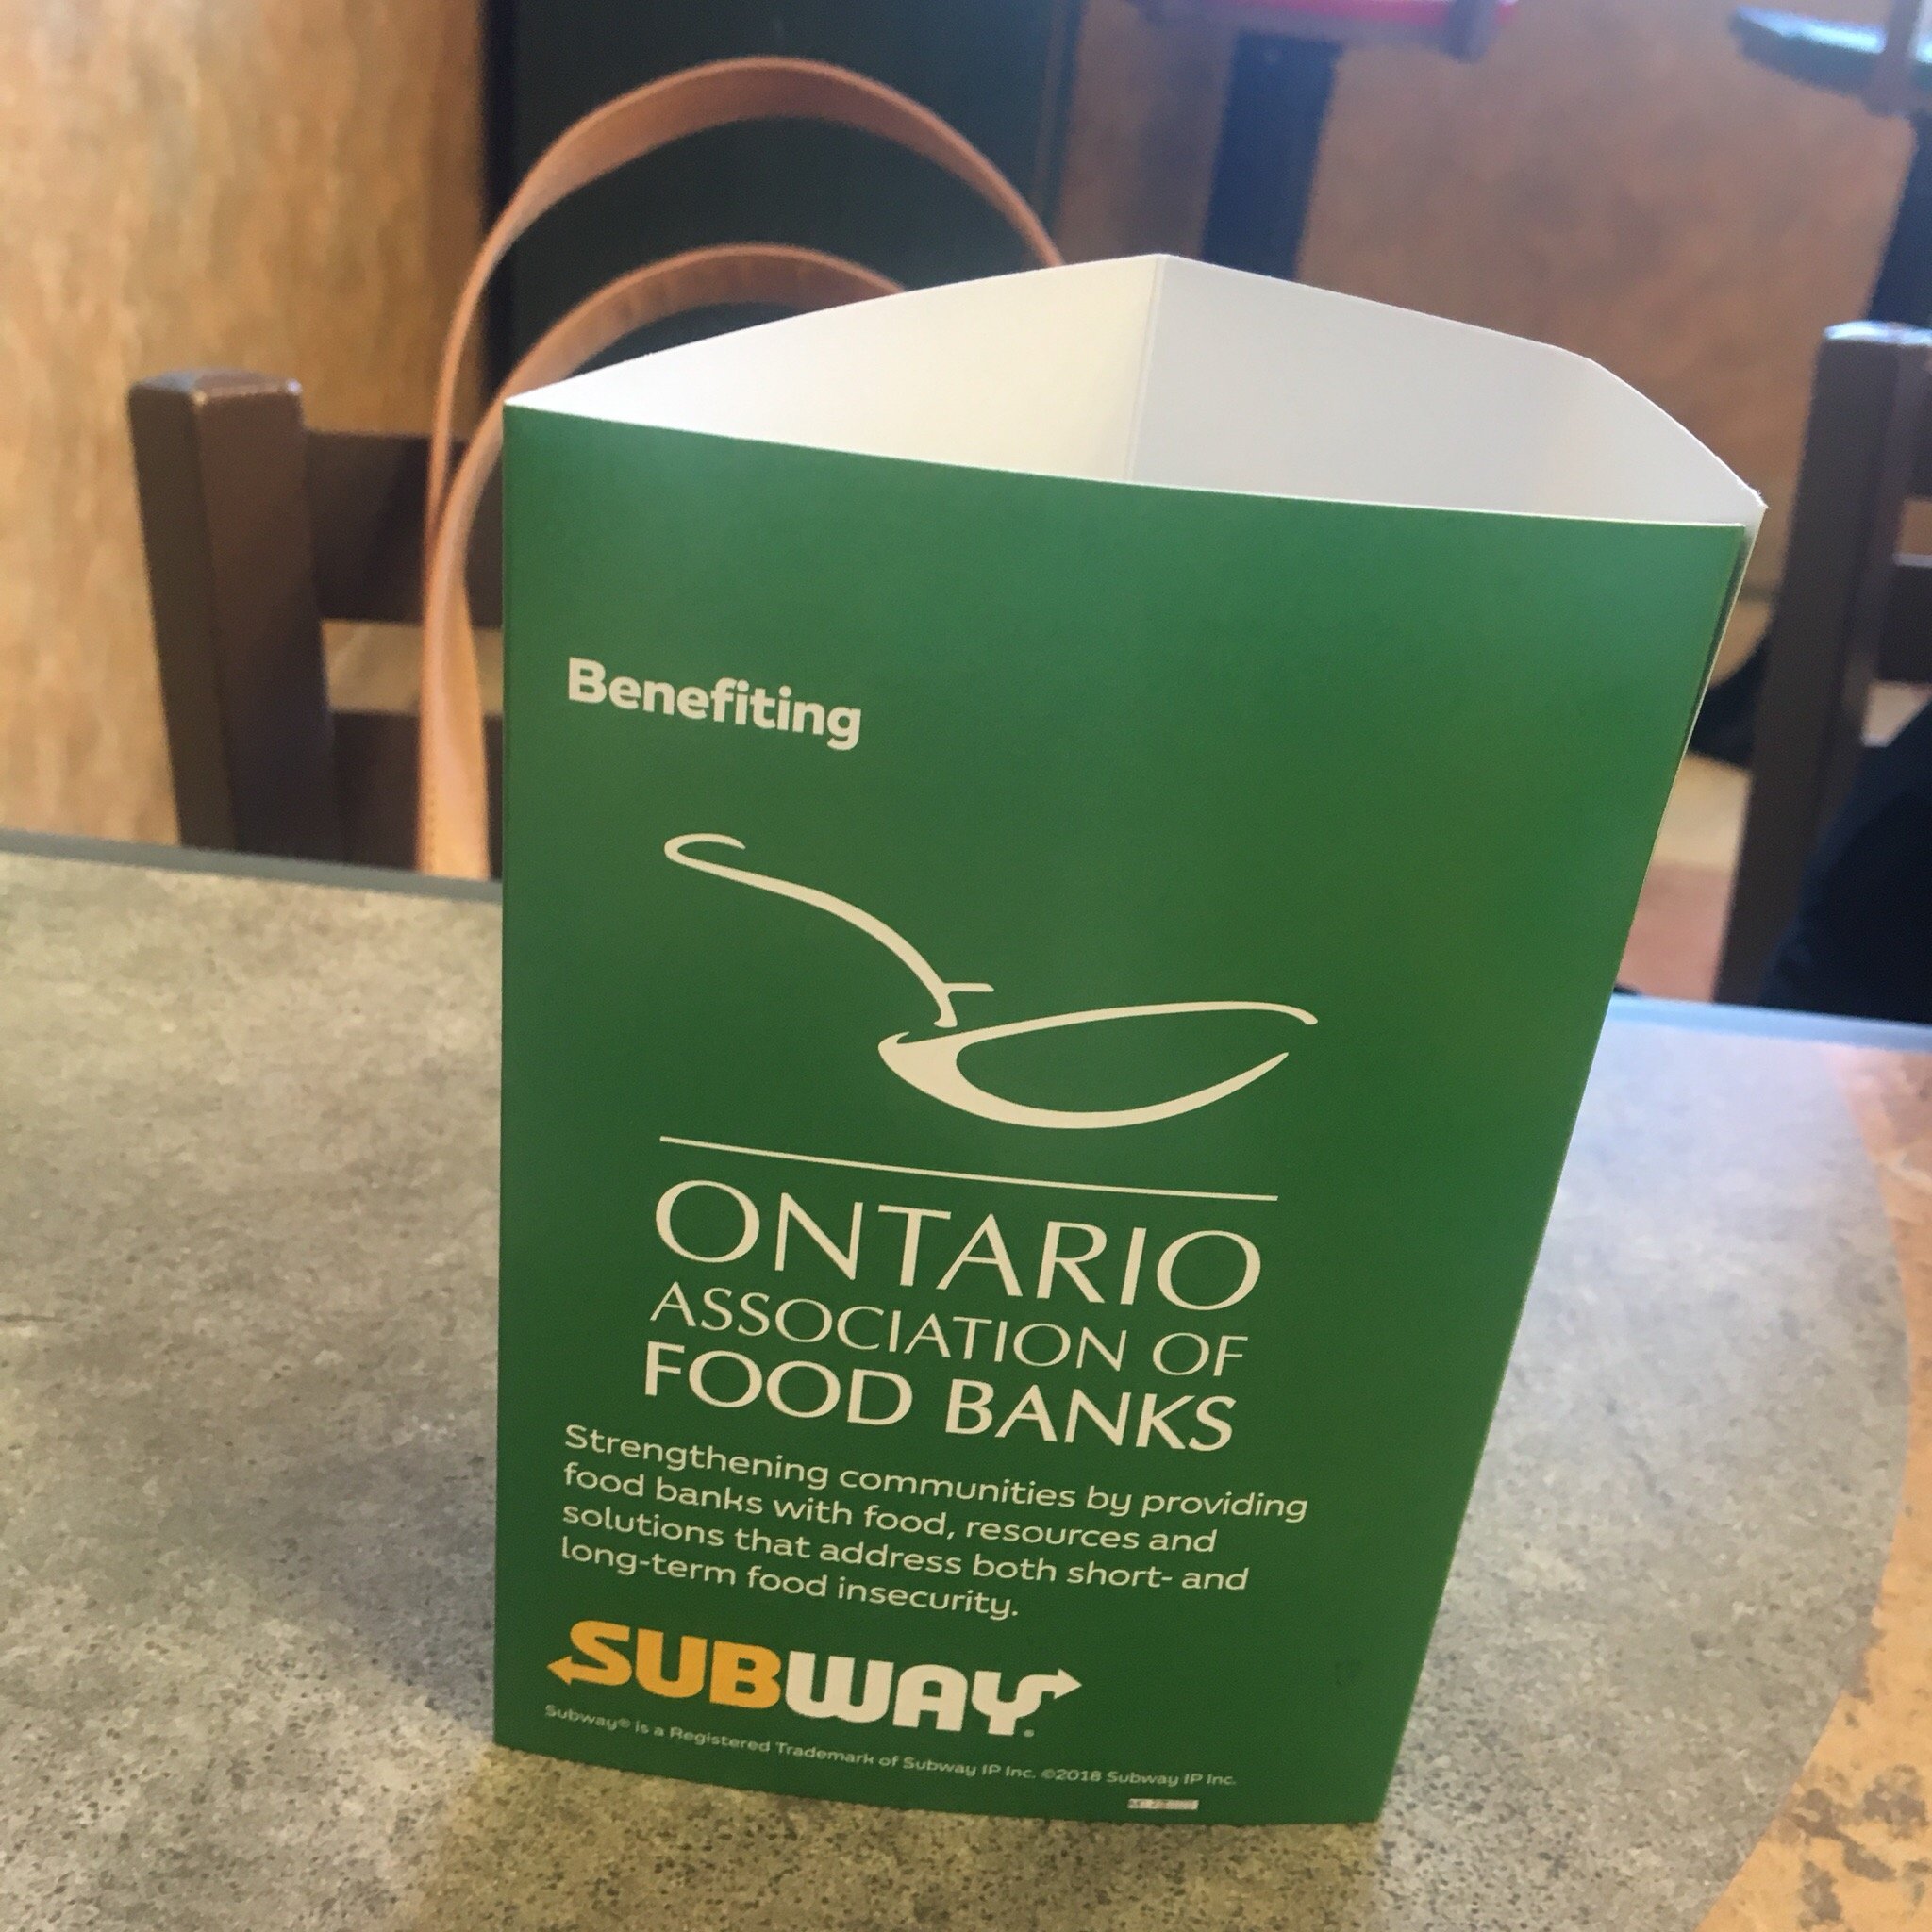 Benefiting
ONTARIO
ASSOCIATION OF
FOOD BANKS
Strengthening communities by providing
food banks with food, resources and
solutions that address both short- and
long-term food insecurity.
SUBWAY®
Subway® is a Registered Trademark of Subway IP Inc. ©2018 Subway IP Inc.